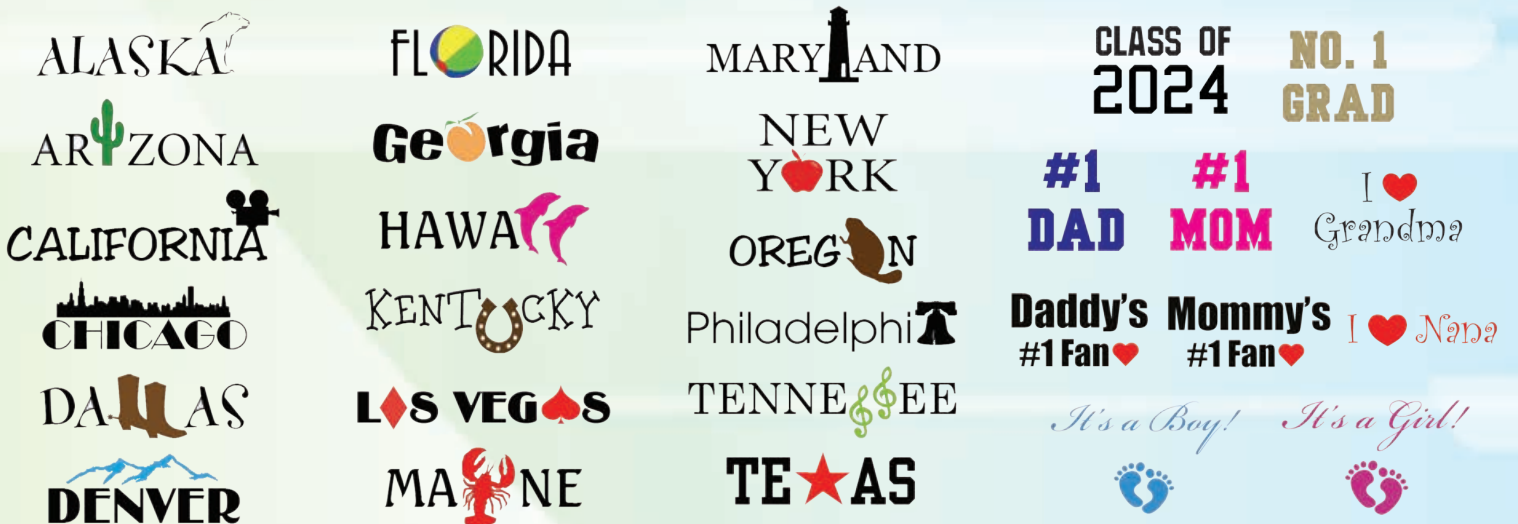 ALASKA
ARIZONA
CALIFORNIA
CHICAGO
DALLAS
DENVER
FLORIDA
Georgia
HAWAII
KENTUCKY
LAS VEGAS
MAINE
MARYLAND
NEW
YORK
OREGON
Philadelphia
TENNESSEE
TEXAS
CLASS OF
2024
NO. 1
GRAD
#1
DAD
#1
MOM
I ♥
Grandma
Daddy's
#1 Fan ♥
Mommy's
#1 Fan ♥
I ♥ Nana
It's a Boy!
It's a Girl!